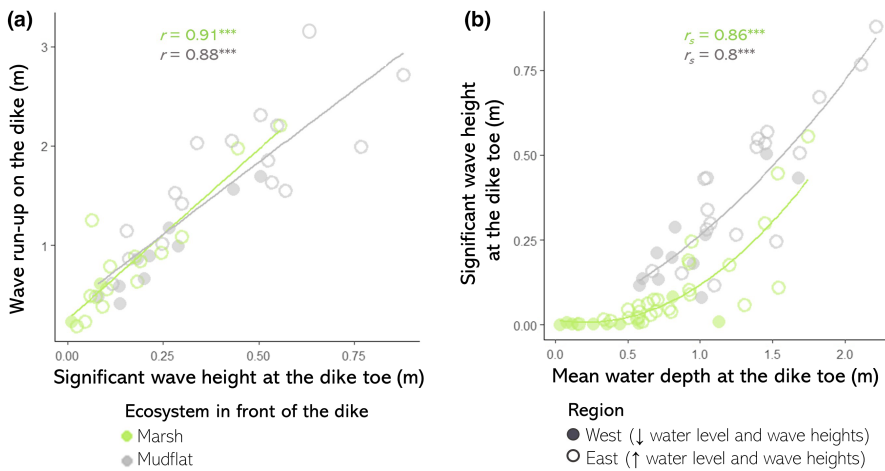 (a)
r = 0.91***
r = 0.88***
Wave run-up on the dike (m)
3
2
1
0.00 0.25 0.50 0.75
Significant wave height at the dike toe (m)
Ecosystem in front of the dike
Marsh
Mudflat
(b)
rs = 0.86***
rs = 0.8***
Significant wave height
at the dike toe (m)
0.75
0.50
0.25
0.00
0.0 0.5 1.0 1.5 2.0
Mean water depth at the dike toe (m)
Region
West (↓ water level and wave heights)
East (↑ water level and wave heights)